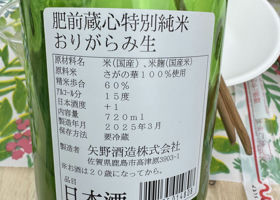 肥前蔵心特別純米
おりがらみ生
原材料名 米(国産)、米麹(国産米)
原料米 さがの華100%使用
精米歩合 60%
アルコール分 15度
日本酒度 +1
内容量 720ml
製造年月 2025年3月
保存方法 要冷蔵
製造者 矢野酒造株式会社
佐賀県鹿島市高津原3903-1
※お酒は20歳になってから。
品目 日本酒